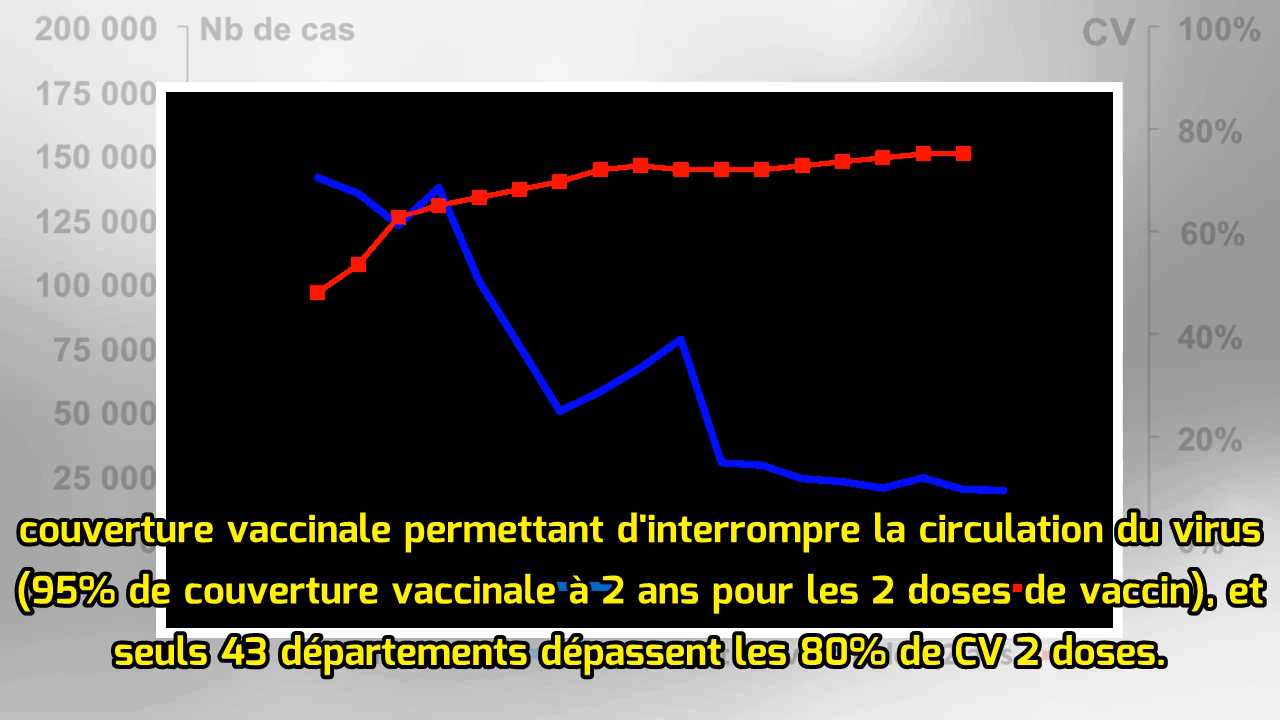 200 000 Nb de cas CV 100%
175 000
150 000 80%
125 000
100 000 60%
75 000 40%
50 000
25 000 20%
couverture vaccinale permettant d'interrompre la circulation du virus
(95% de couverture vaccinale à 2 ans pour les 2 doses de vaccin), et
seuls 43 départements dépassent les 80% de CV 2 doses.